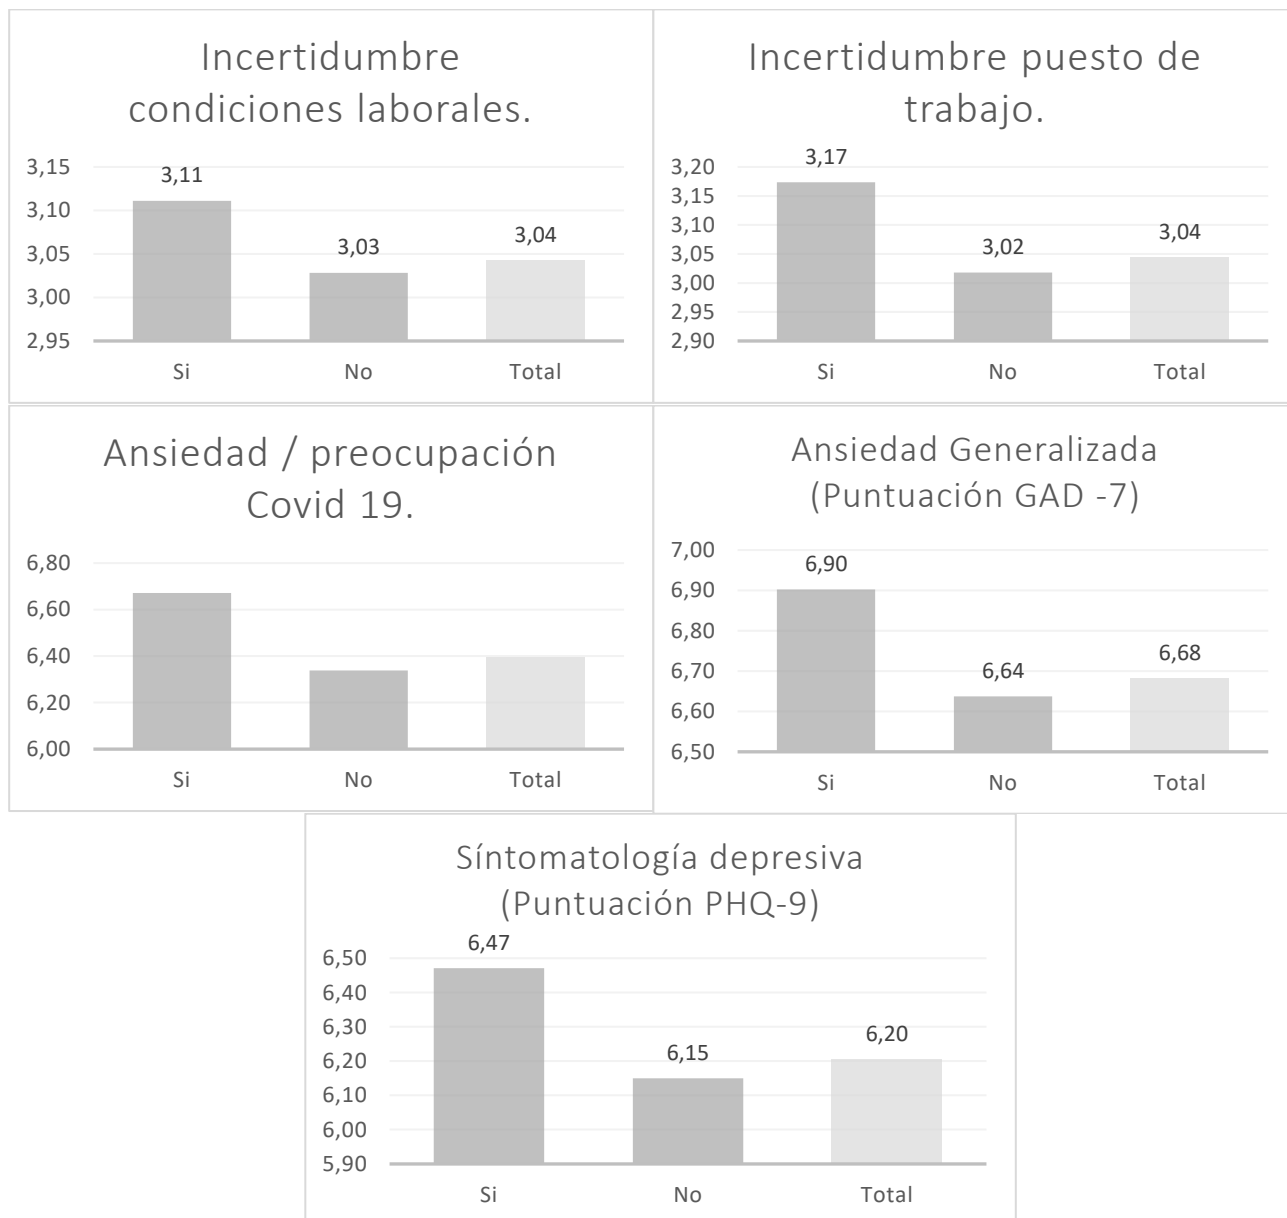 Incertidumbre
condiciones laborales.
3,15
3,10
3,05
3,00
2,95
3,11
3,03
3,04
Si
No
Total
Incertidumbre puesto de
trabajo.
3,20
3,15
3,10
3,05
3,00
2,95
2,90
3,17
3,02
3,04
Si
No
Total
Ansiedad / preocupación
Covid 19.
6,80
6,60
6,40
6,20
6,00
Si
No
Total
Ansiedad Generalizada
(Puntuación GAD -7)
7,00
6,90
6,80
6,70
6,60
6,50
6,90
6,64
6,68
Si
No
Total
Síntomatología depresiva
(Puntuación PHQ-9)
6,50
6,40
6,30
6,20
6,10
6,00
5,90
6,47
6,15
6,20
Si
No
Total